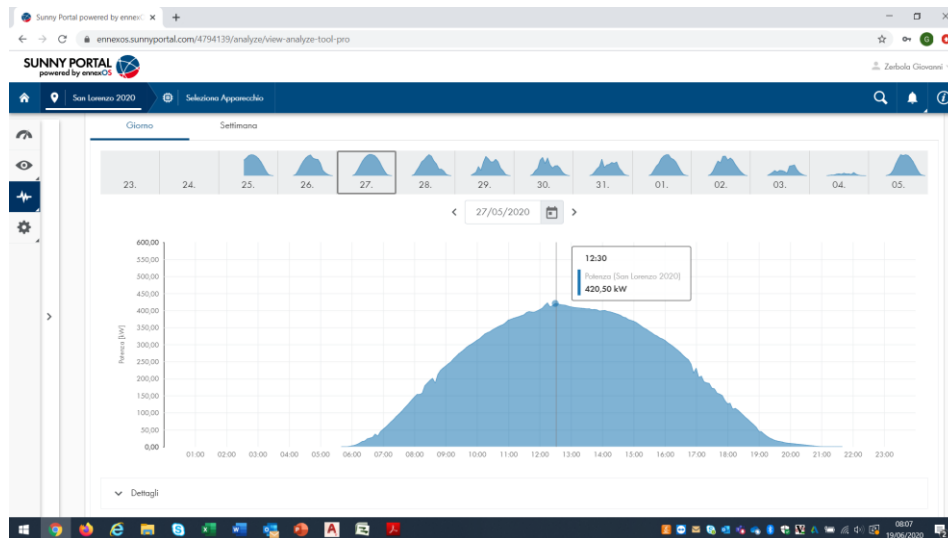 Sunny Portal powered by ennexO
ennexos.sunnyportal.com/4794139/analyze/view-analyze-tool-pro
SUNNY PORTAL
powered by ennexOS
Zerbola Giovanni
San Lorenzo 2020
Seleziona Apparecchio
Giorno
Settimana
23. 24. 25. 26. 27. 28. 29. 30. 31. 01. 02. 03. 04. 05.
27/05/2020
600,00
550,00
500,00
450,00
400,00
350,00
300,00
250,00
200,00
150,00
100,00
50,00
0,00
Potenza [kW]
12:30
Potenza (San Lorenzo 2020)
420,50 kW
01:00 02:00 03:00 04:00 05:00 06:00 07:00 08:00 09:00 10:00 11:00 12:00 13:00 14:00 15:00 16:00 17:00 18:00 19:00 20:00 21:00 22:00 23:00
Dettagli
08:07
19/06/2020